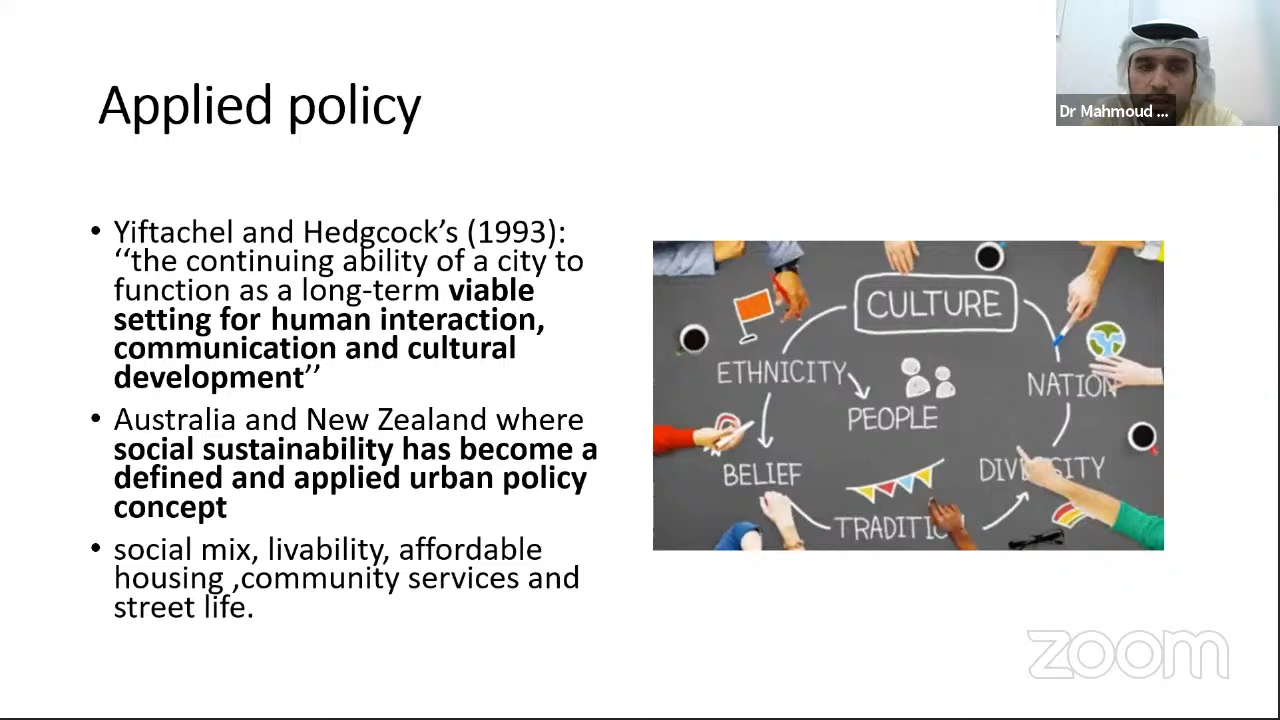 Applied policy
Dr Mahmoud ...
• Yiftachel and Hedgcock’s (1993):
‘‘the continuing ability of a city to
function as a long-term viable
setting for human interaction,
communication and cultural
development’’
• Australia and New Zealand where
social sustainability has become a
defined and applied urban policy
concept
• social mix, livability, affordable
housing ,community services and
street life.
CULTURE
ETHNICITY
NATION
PEOPLE
BELIEF
DIVERSITY
TRADITIO
zoom